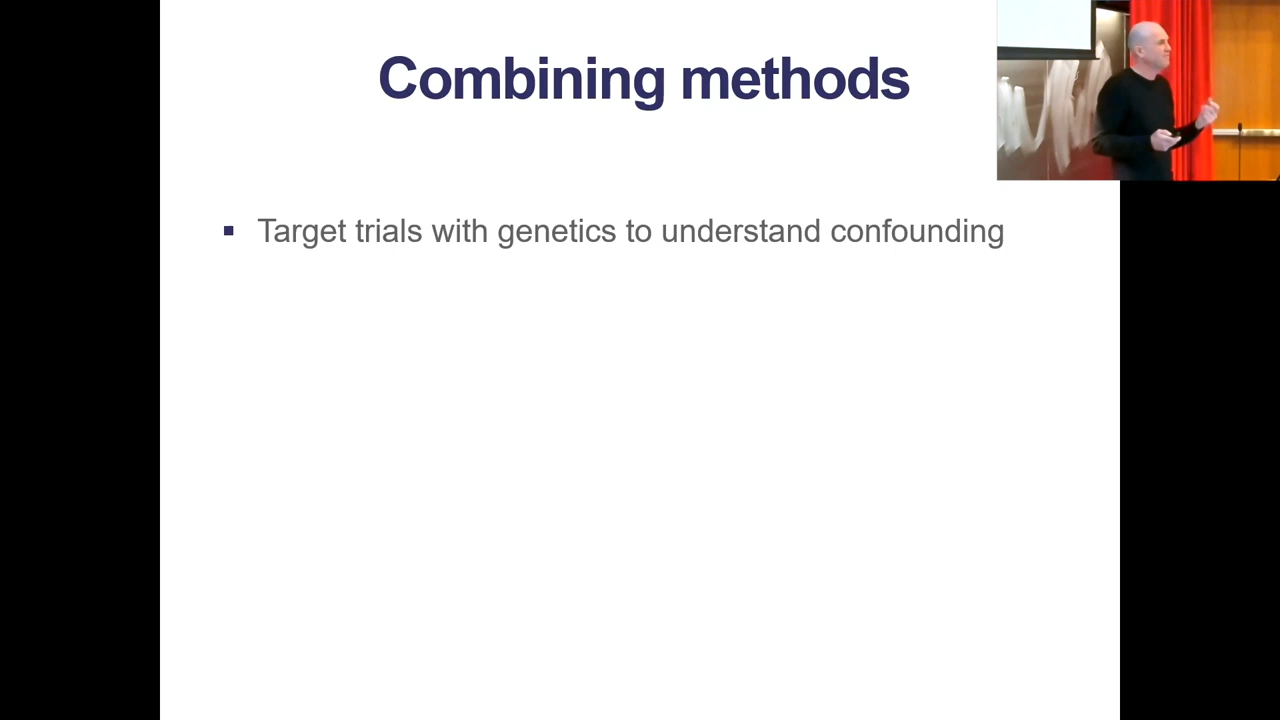 Combining methods
Target trials with genetics to understand confounding